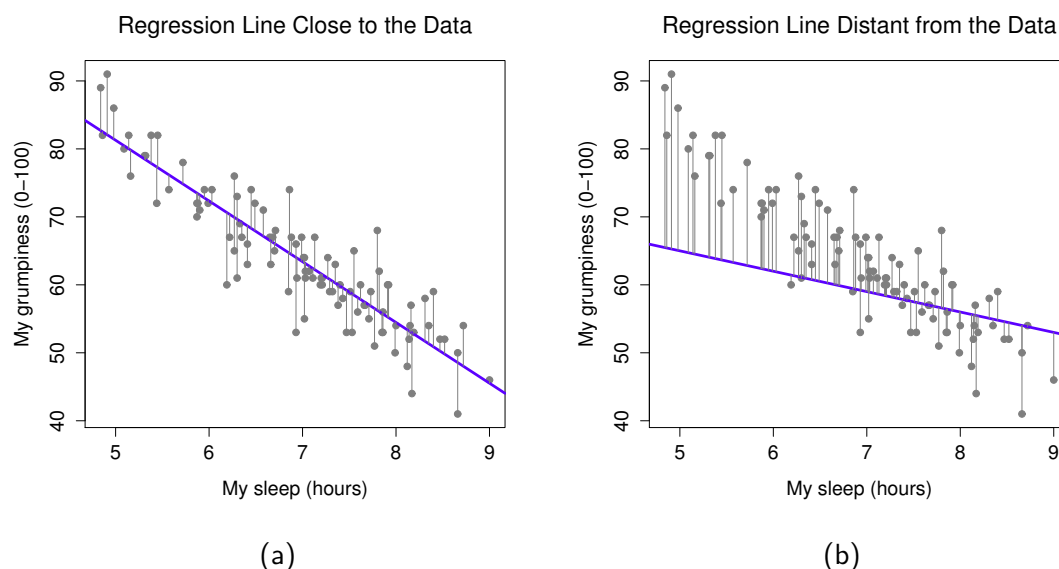 Regression Line Close to the Data
My grumpiness (0−100)
90
80
70
60
50
40
5 6 7 8 9
My sleep (hours)
(a)
Regression Line Distant from the Data
My grumpiness (0−100)
90
80
70
60
50
40
5 6 7 8 9
My sleep (hours)
(b)